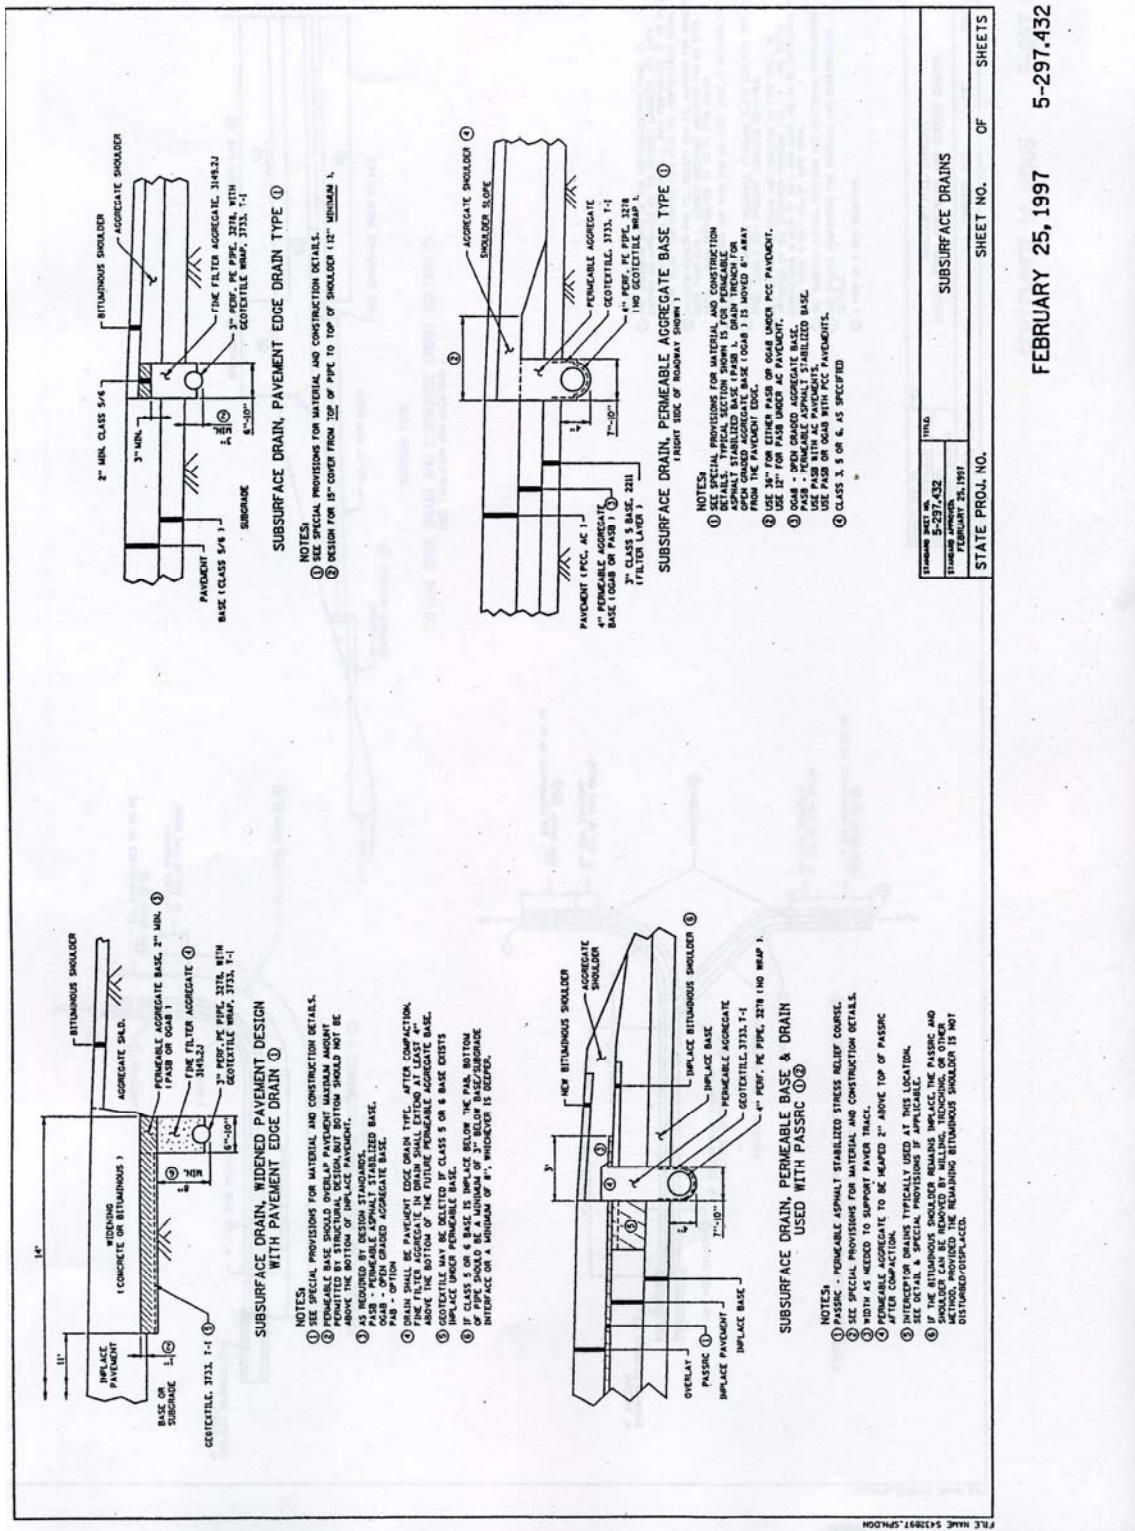 14'
11'
INPLACE
PAVEMENT
WIDENING
( CONCRETE OR BITUMINOUS )
BITUMINOUS SHOULDER
AGGREGATE SHLD.
PERMEABLE AGGREGATE BASE, 2" MIN. ③
( PASB OR OGAB )
FINE FILTER AGGREGATE ④
3149.2J
3" PERF. PE PIPE, 3278, WITH
GEOTEXTILE WRAP, 3733, T-I
BASE OR
SUBGRADE
GEOTEXTILE, 3733, T-I ⑤
MIN. ⑥
6"-10"
SUBSURFACE DRAIN, WIDENED PAVEMENT DESIGN
WITH PAVEMENT EDGE DRAIN ①
NOTES:
① SEE SPECIAL PROVISIONS FOR MATERIAL AND CONSTRUCTION DETAILS.
② PERMEABLE BASE SHOULD OVERLAP PAVEMENT MAXIMUM AMOUNT
PERMITTED BY STRUCTURAL DESIGN, BUT BOTTOM SHOULD NOT BE
ABOVE THE BOTTOM OF INPLACE PAVEMENT.
③ AS REQUIRED BY DESIGN STANDARDS.
PASB - PERMEABLE ASPHALT STABILIZED BASE.
OGAB - OPEN GRADED AGGREGATE BASE.
PAB - OPTION
④ DRAIN SHALL BE PAVEMENT EDGE DRAIN TYPE. AFTER COMPACTION,
FINE FILTER AGGREGATE IN DRAIN SHALL EXTEND AT LEAST 4"
ABOVE THE BOTTOM OF THE FUTURE PERMEABLE AGGREGATE BASE.
⑤ GEOTEXTILE MAY BE DELETED IF CLASS 5 OR 6 BASE EXISTS
INPLACE UNDER PERMEABLE BASE.
⑥ IF CLASS 5 OR 6 BASE IS INPLACE BELOW THE PAB, BOTTOM
OF PIPE SHOULD BE A MINIMUM OF 3" BELOW BASE/SUBGRADE
INTERFACE OR A MINIMUM OF 8", WHICHEVER IS DEEPER.
2" MIN. CLASS 5/6
BITUMINOUS SHOULDER
AGGREGATE SHOULDER
3" MIN.
FINE FILTER AGGREGATE, 3149.2J
3" PERF. PE PIPE, 3278, WITH
GEOTEXTILE WRAP, 3733, T-I
PAVEMENT
BASE ( CLASS 5/6 )
SUBGRADE
MIN. ②
6"-10"
SUBSURFACE DRAIN, PAVEMENT EDGE DRAIN TYPE ①
NOTES:
① SEE SPECIAL PROVISIONS FOR MATERIAL AND CONSTRUCTION DETAILS.
② DESIGN FOR 15" COVER FROM TOP OF PIPE TO TOP OF SHOULDER ( 12" MINIMUM ).
NEW BITUMINOUS SHOULDER
AGGREGATE
SHOULDER
3'
③
④
⑤
INPLACE BITUMINOUS SHOULDER ⑥
INPLACE BASE
PERMEABLE AGGREGATE
GEOTEXTILE, 3733, T-I
4" PERF. PE PIPE, 3278 ( NO WRAP ).
OVERLAY
PASSRC ①
INPLACE PAVEMENT
INPLACE BASE
7"-10"
SUBSURFACE DRAIN, PERMEABLE BASE & DRAIN
USED WITH PASSRC ①②
NOTES:
① PASSRC - PERMEABLE ASPHALT STABILIZED STRESS RELIEF COURSE.
② SEE SPECIAL PROVISIONS FOR MATERIAL AND CONSTRUCTION DETAILS.
③ WIDTH AS NEEDED TO SUPPORT PAVER TRACK.
④ PERMEABLE AGGREGATE TO BE HEAPED 2" ABOVE TOP OF PASSRC
AFTER COMPACTION.
⑤ INTERCEPTOR DRAINS TYPICALLY USED AT THIS LOCATION.
SEE DETAIL & SPECIAL PROVISIONS IF APPLICABLE.
⑥ IF THE BITUMINOUS SHOULDER REMAINS INPLACE, THE PASSRC AND
SHOULDER CAN BE REMOVED BY MILLING, TRENCHING, OR OTHER
METHOD, PROVIDED THE REMAINING BITUMINOUS SHOULDER IS NOT
DISTURBED/DISPLACED.
②
AGGREGATE SHOULDER ④
SHOULDER SLOPE
PERMEABLE AGGREGATE
GEOTEXTILE, 3733, T-I
4" PERF. PE PIPE, 3278
( NO GEOTEXTILE WRAP ).
PAVEMENT ( PCC, AC )
4" PERMEABLE AGGREGATE
BASE ( OGAB OR PASB ) ③
3" CLASS 5 BASE, 2211
( FILTER LAYER )
7"-10"
SUBSURFACE DRAIN, PERMEABLE AGGREGATE BASE TYPE ①
( RIGHT SIDE OF ROADWAY SHOWN )
NOTES:
① SEE SPECIAL PROVISIONS FOR MATERIAL AND CONSTRUCTION
DETAILS. TYPICAL SECTION SHOWN IS FOR PERMEABLE
ASPHALT STABILIZED BASE ( PASB ). DRAIN TRENCH FOR
OPEN GRADED AGGREGATE BASE ( OGAB ) IS MOVED 6" AWAY
FROM THE PAVEMENT EDGE.
② USE 36" FOR EITHER PASB OR OGAB UNDER PCC PAVEMENT.
USE 12" FOR PASB UNDER AC PAVEMENT.
③ OGAB - OPEN GRADED AGGREGATE BASE.
PASB - PERMEABLE ASPHALT STABILIZED BASE.
USE PASB WITH AC PAVEMENTS.
USE PASB OR OGAB WITH PCC PAVEMENTS.
④ CLASS 3, 5 OR 6, AS SPECIFIED
STANDARD SHEET NO.
5-297.432
STANDARD APPROVED:
FEBRUARY 25, 1997
TITLE:
SUBSURFACE DRAINS
STATE PROJ. NO.
SHEET NO. OF SHEETS
FEBRUARY 25, 1997 5-297.432
FILE NAME S432897.SPN.DGN